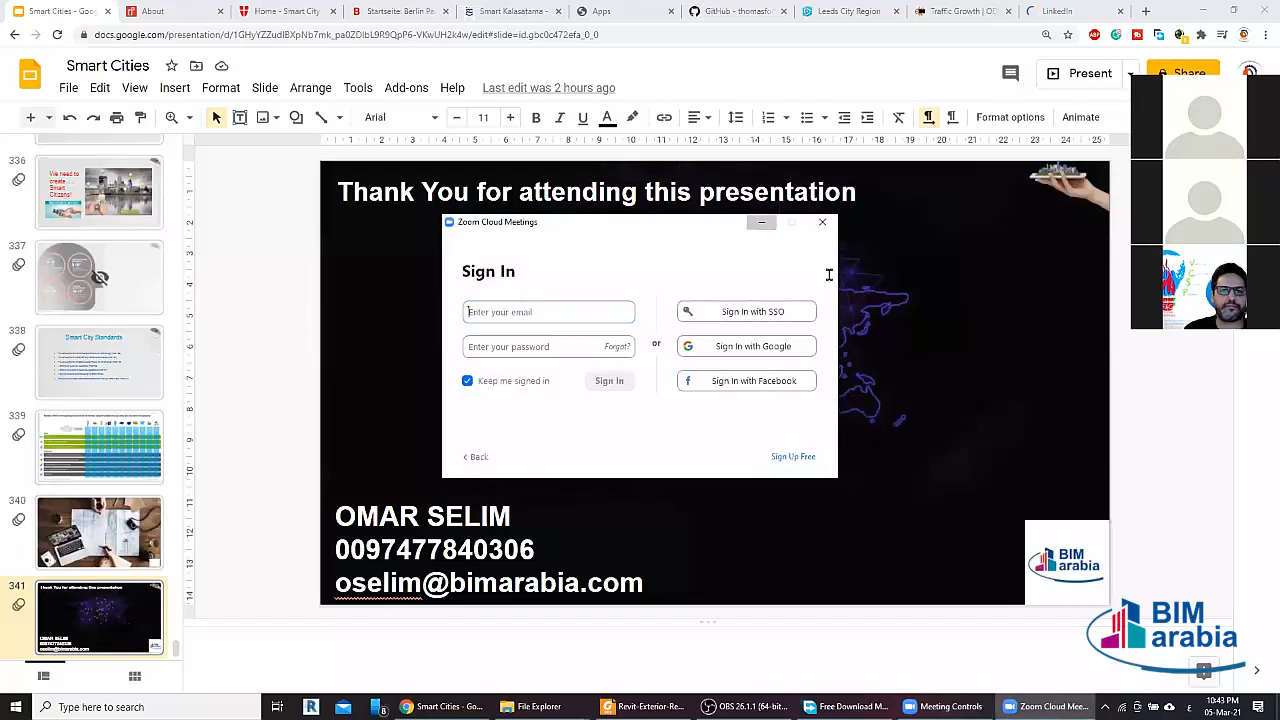 Smart Cities - Goog
About
Home - Smart City
Startseite: Berlin Pa
Smart Kalasatama -
Apps
GitHub - thomasfo
Leeds City Region
Traffic Growth | O
LinkedIn
docs.google.com/presentation/d/1GHyYZZudIBXpNb7mk_pa0ZDIbL9R9QpP6-VKwUH2k4w/edit#slide=id.gbc0c472efa_0_0
Smart Cities
Share
Present
File Edit View Insert Format Slide Arrange Tools Add-ons Help Last edit was 2 hours ago
Arial
11
Format options
Animate
336
We need to
create
Smart
Citizens!
337
338
Smart City Standards
339
340
341
Thank You for attending this presentation
Zoom Cloud Meetings
Sign In
Enter your email
Enter your password
Forgot?
Keep me signed in
Sign In
or
Sign In with SSO
Sign In with Google
Sign In with Facebook
Back
Sign Up Free
OMAR SELIM
0097477840306
oselim@bimarabia.com
BIM
arabia
BIM
arabia
Type here to search
Smart Cities - Go...
File Explorer
Revit-Exterior-Re...
OBS 26.1.1 (64-bit...
Free Download M...
Meeting Controls
Zoom Cloud Mee...
10:43 PM
05-Mar-21